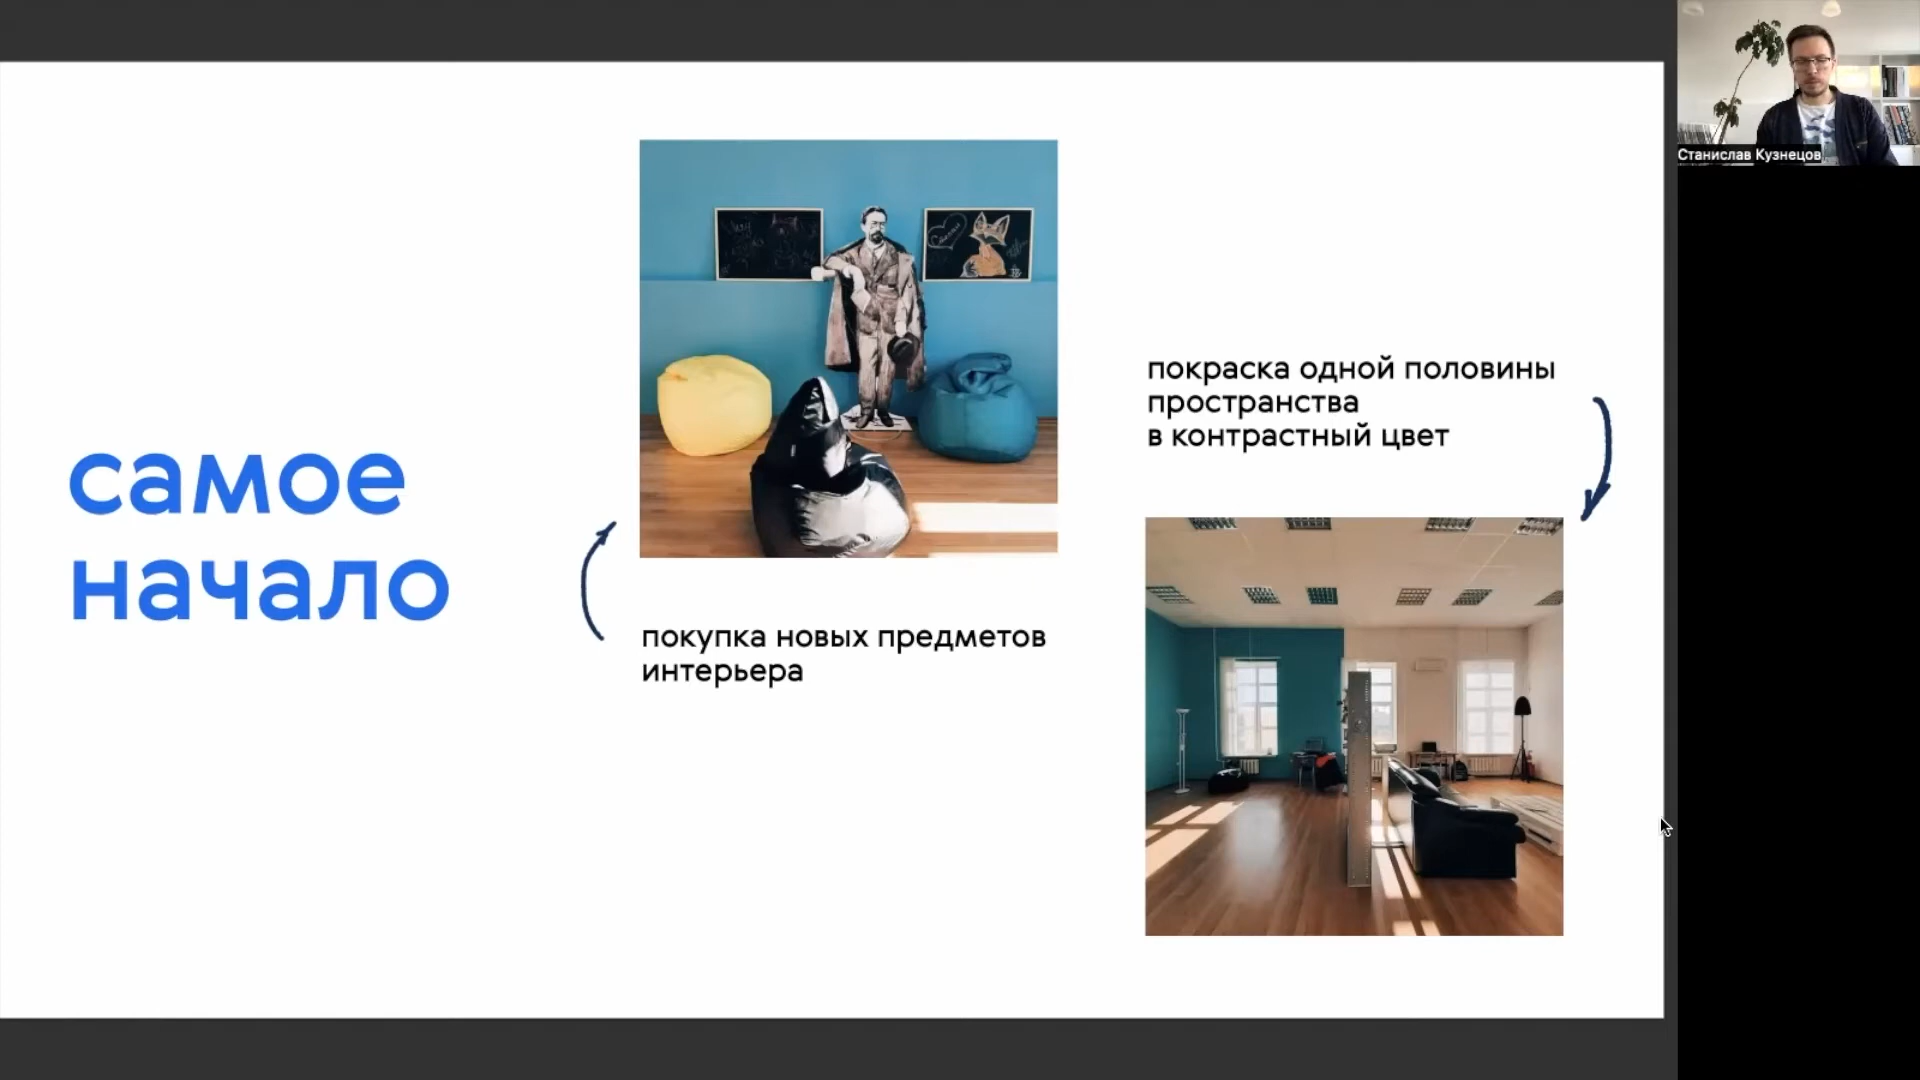 самое
начало
покупка новых предметов
интерьера
покраска одной половины
пространства
в контрастный цвет
Станислав Кузнецов